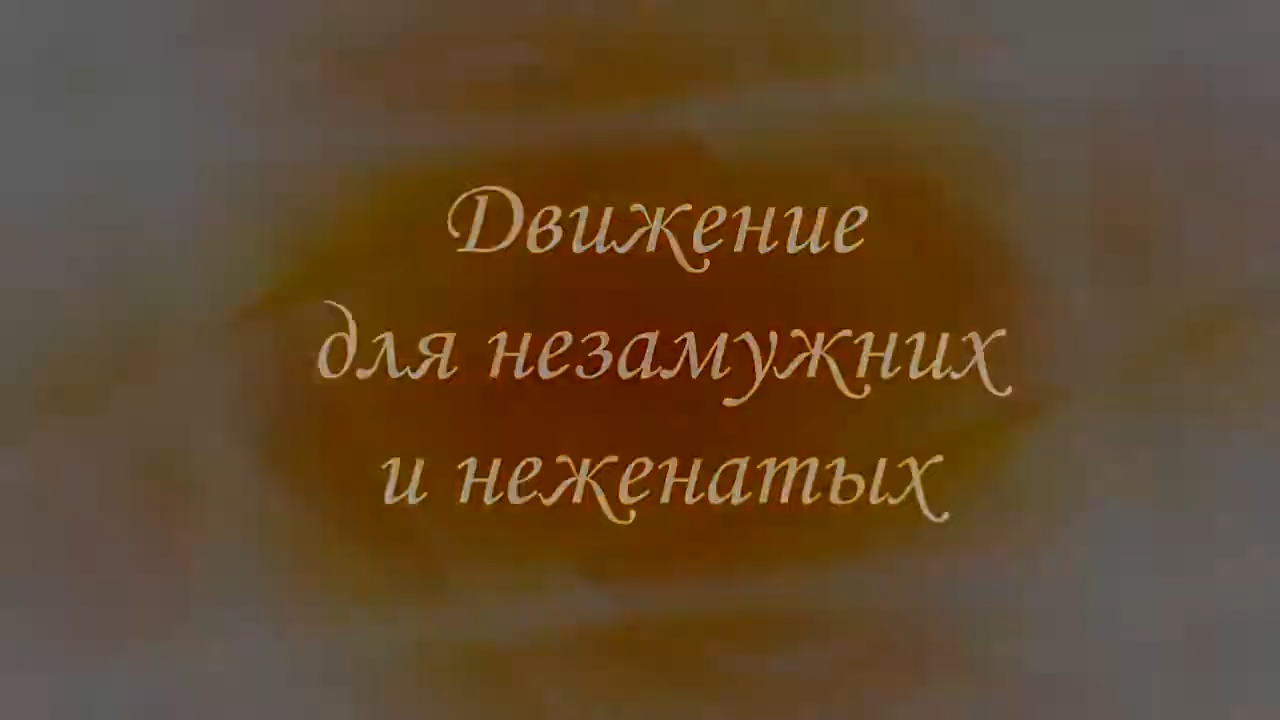 Движение
для незамужних
и неженатых